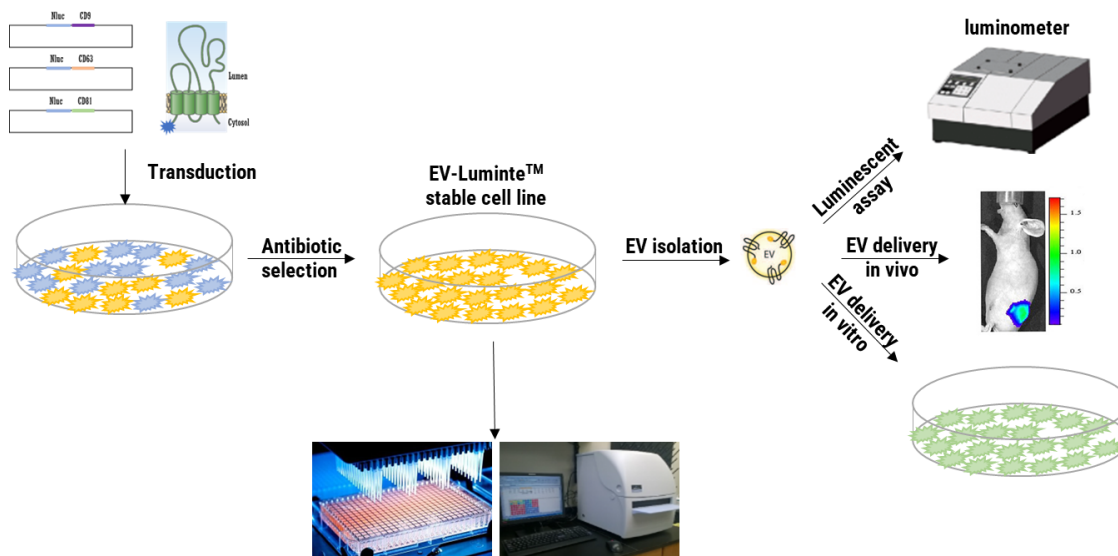 Nluc CD9
Nluc CD63
Nluc CD81
Lumen
Cytosol
Transduction
Antibiotic
selection
EV-Luminte™
stable cell line
EV isolation
EV
Luminescent
assay
EV delivery
in vivo
EV delivery
in vitro
luminometer
1.5
1.0
0.5